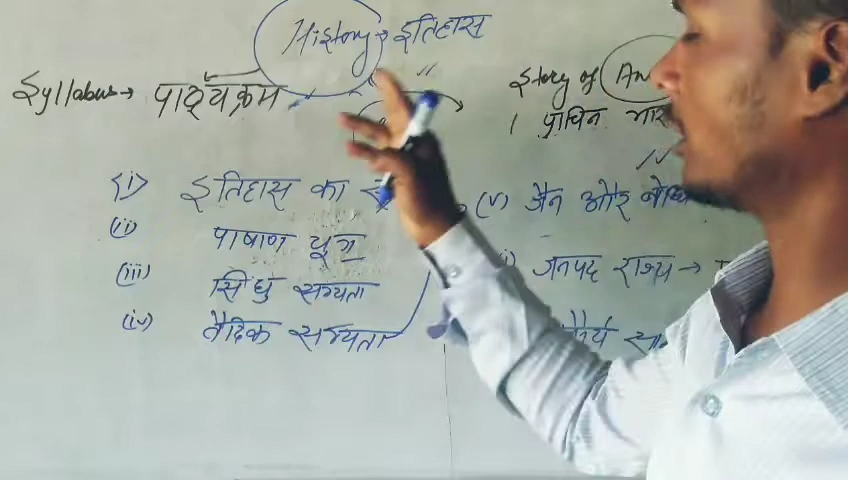 History → इतिहास
Syllabus → पाठ्यक्रम
Story of
प्राचिन
(i) इतिहास का
(ii) पाषाण युग
(iii) सिंधु सभ्यता
(iv) वैदिक सभ्यता
(v) जैन और
जनपद राज्य →